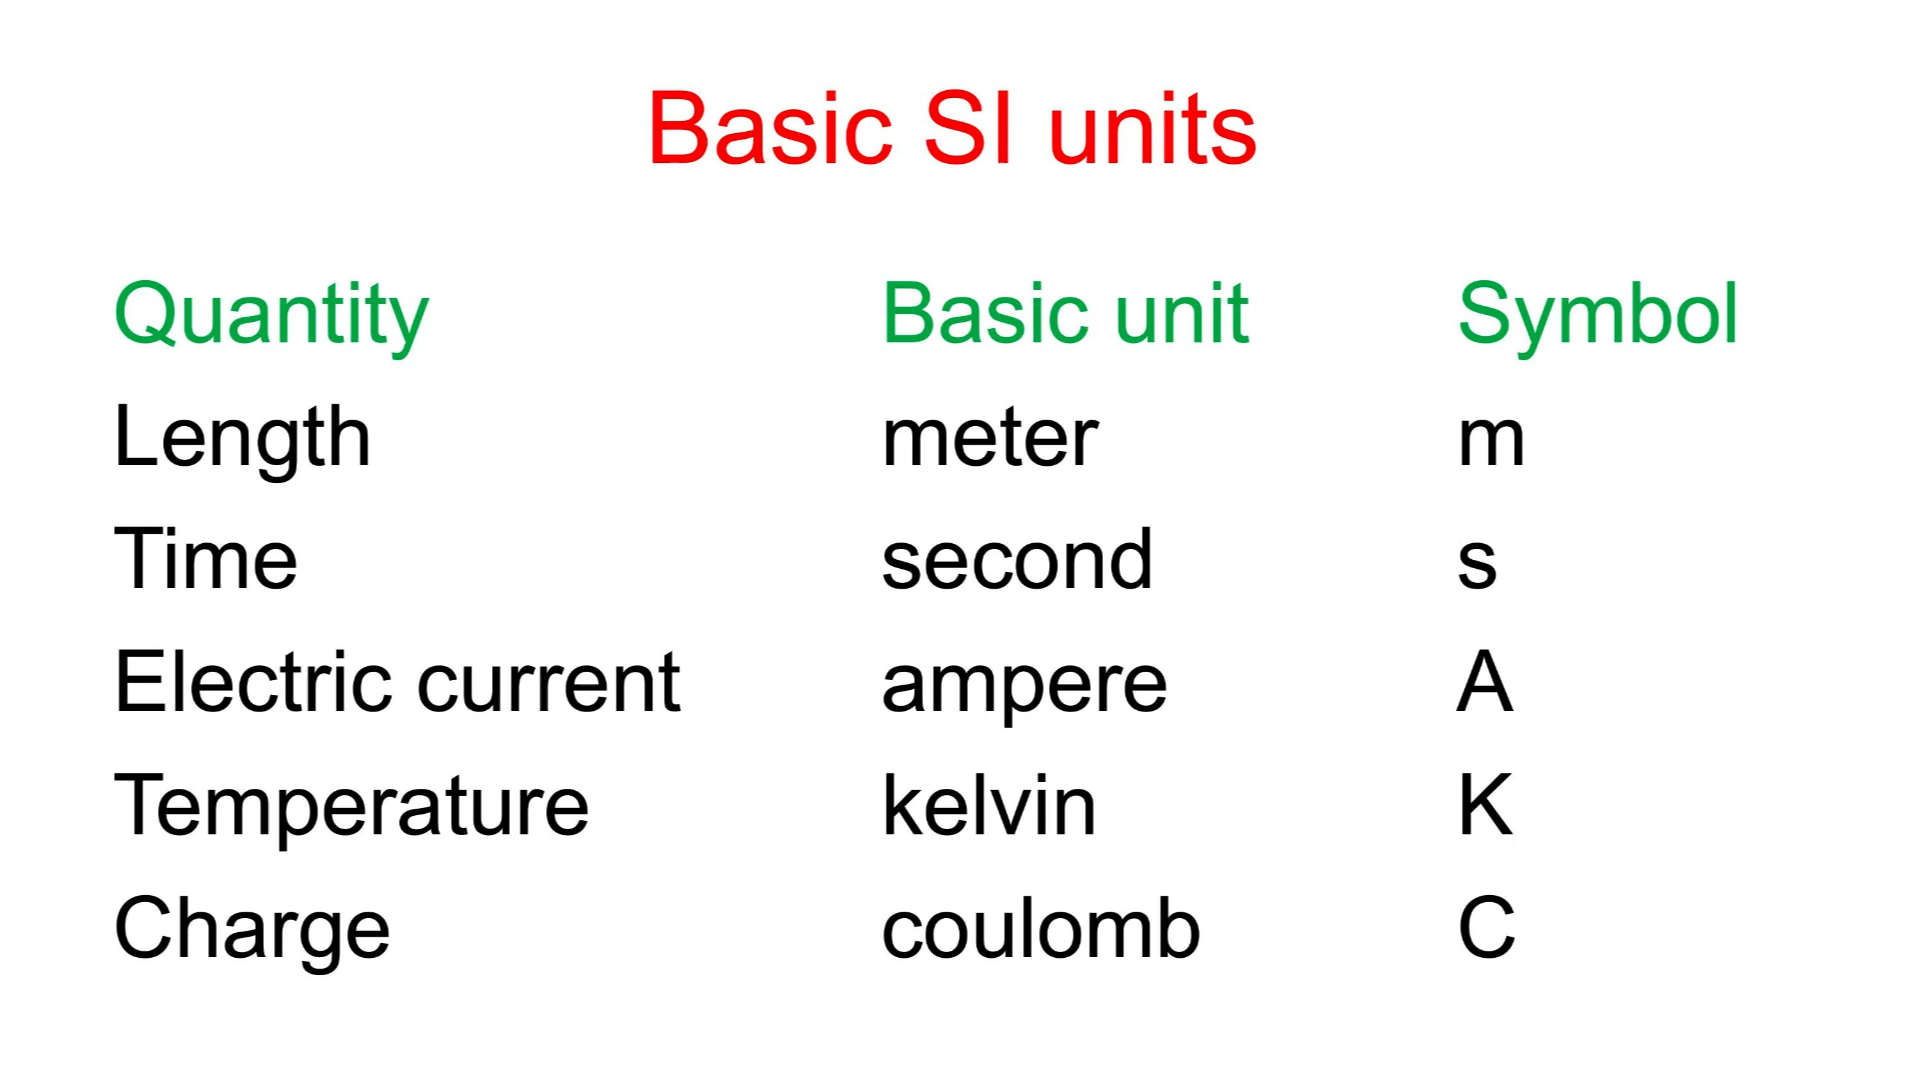 Basic SI units
Quantity Basic unit Symbol
Length meter m
Time second s
Electric current ampere A
Temperature kelvin K
Charge coulomb C